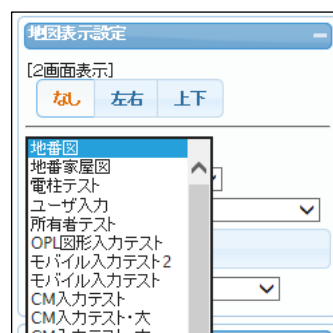 地図表示設定
[2画面表示]
なし 左右 上下
地番図
地番家屋図
電柱テスト
ユーザ入力
所有者テスト
OPL図形入力テスト
モバイル入力テスト2
モバイル入力テスト
CM入力テスト
CM入力テスト・大